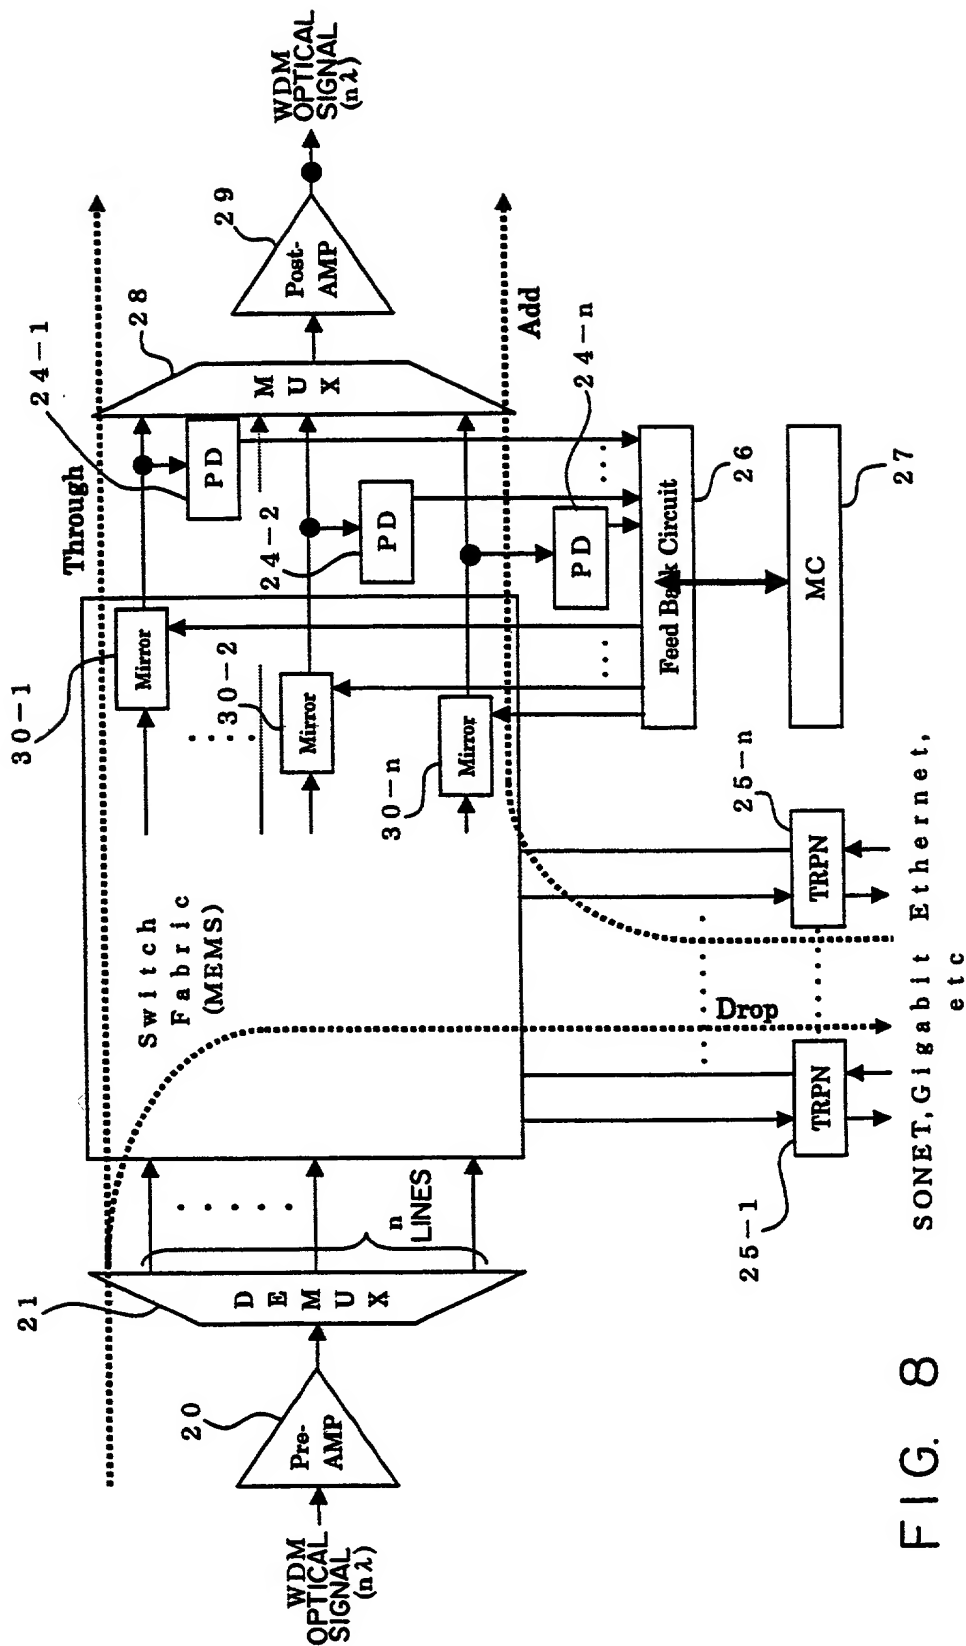 WDM
OPTICAL
SIGNAL
(nλ)
Pre-
AMP
20
DEMUX
21
n
LINES
Switch
Fabric
(MEMS)
Through
Drop
Add
30-1
Mirror
30-2
Mirror
30-n
Mirror
24-1
PD
24-2
PD
24-n
PD
MUX
28
Post-
AMP
29
WDM
OPTICAL
SIGNAL
(nλ)
Feed Back Circuit
26
MC
27
25-1
TRPN
25-n
TRPN
SONET, Gigabit Ethernet,
etc
FIG. 8